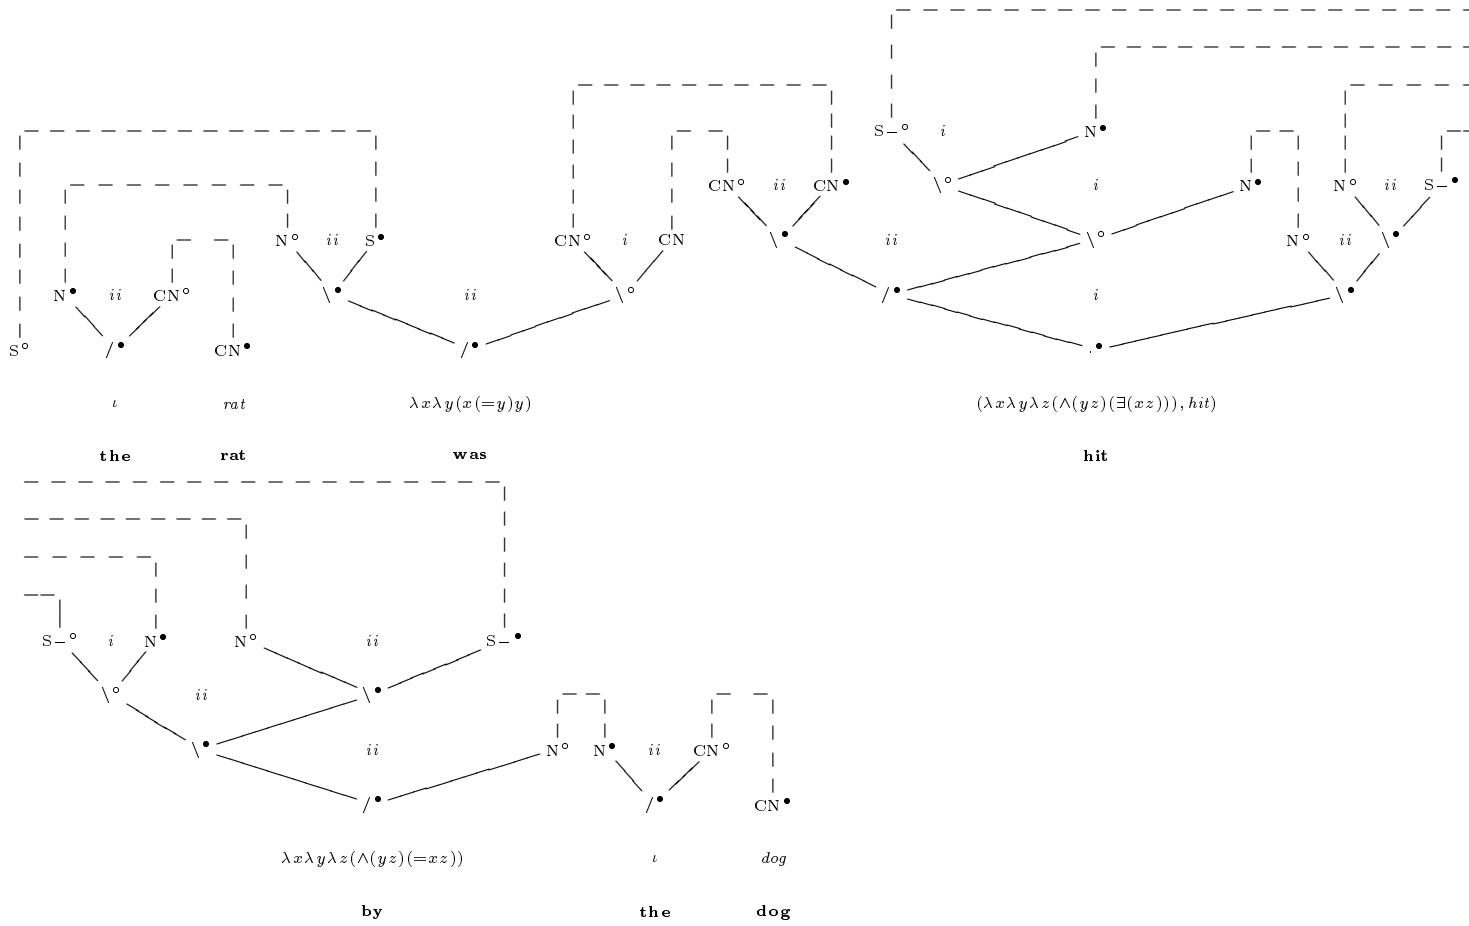 S–° i N•
CN° ii CN• \° i N• N° ii S–•
N° ii S• CN° i CN \• ii \° N° ii \•
N• ii CN° \• ii \° /• i \•
S° /• CN• /• .•
ι rat λxλy(x(=y)y) (λxλyλz(∧(yz)(∃(xz))), hit)
the rat was hit
S–° i N• N° ii S–•
\° ii \•
\• ii N° N• ii CN°
/• /• CN•
λxλyλz(∧(yz)(=xz)) ι dog
by the dog